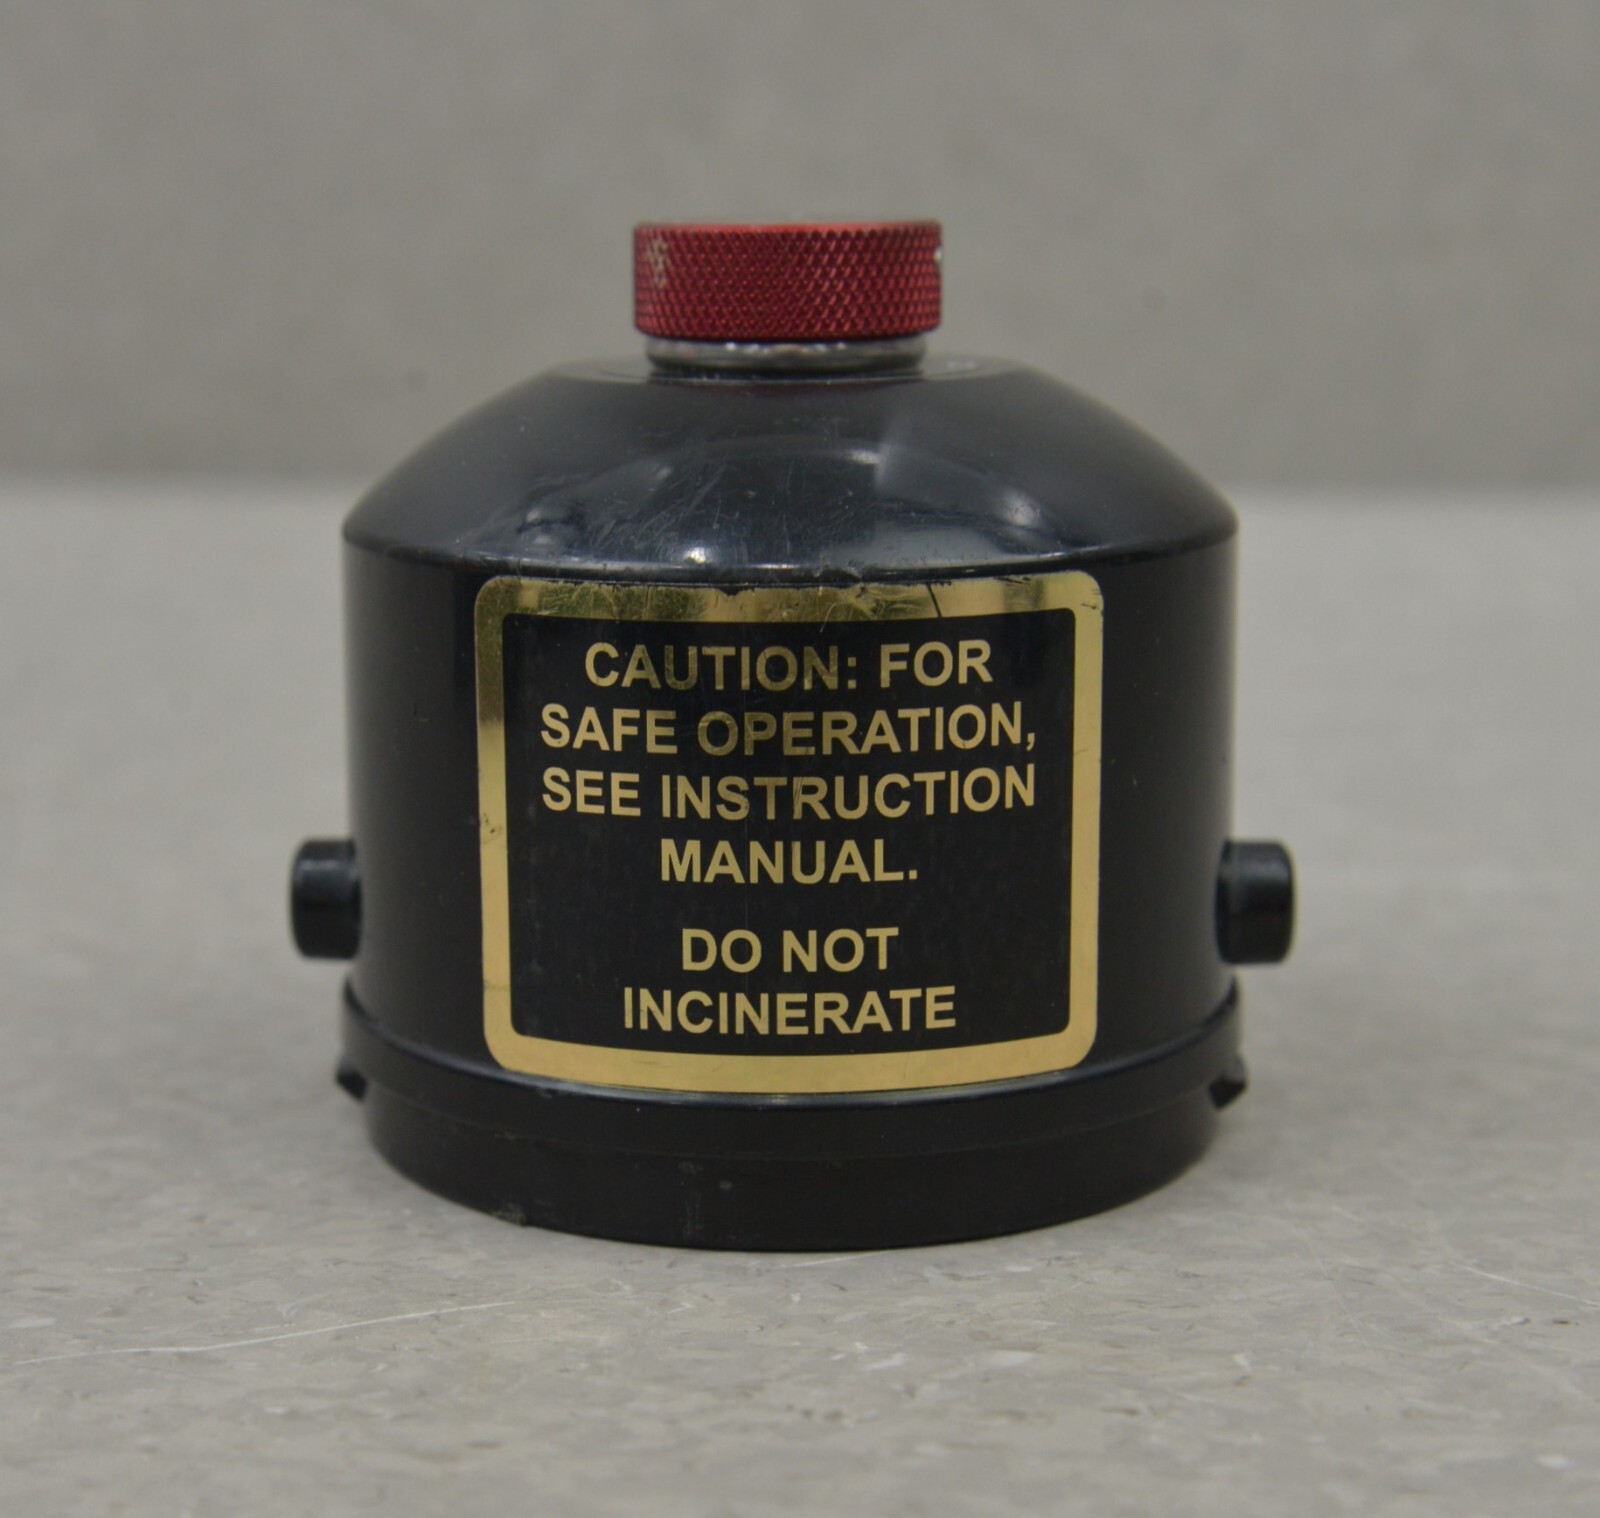 CAUTION: FOR
SAFE OPERATION,
SEE INSTRUCTION
MANUAL.
DO NOT
INCINERATE